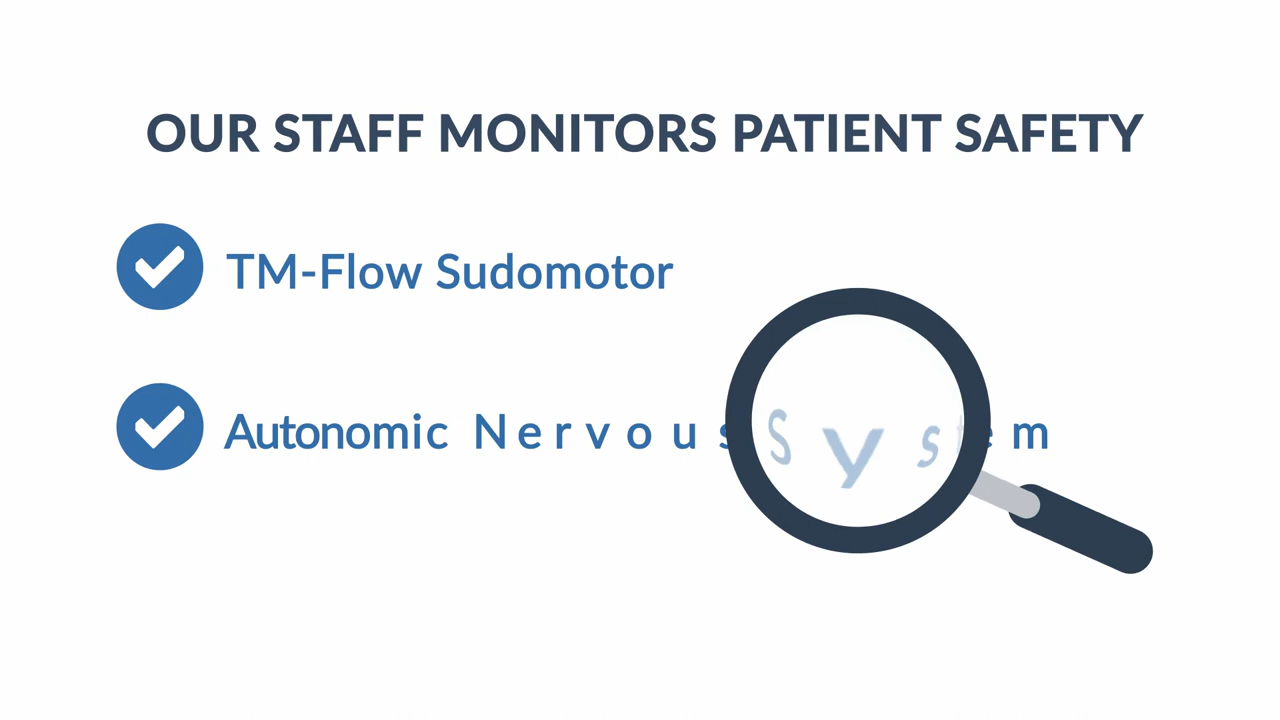 OUR STAFF MONITORS PATIENT SAFETY
TM-Flow Sudomotor
Autonomic Nervous System